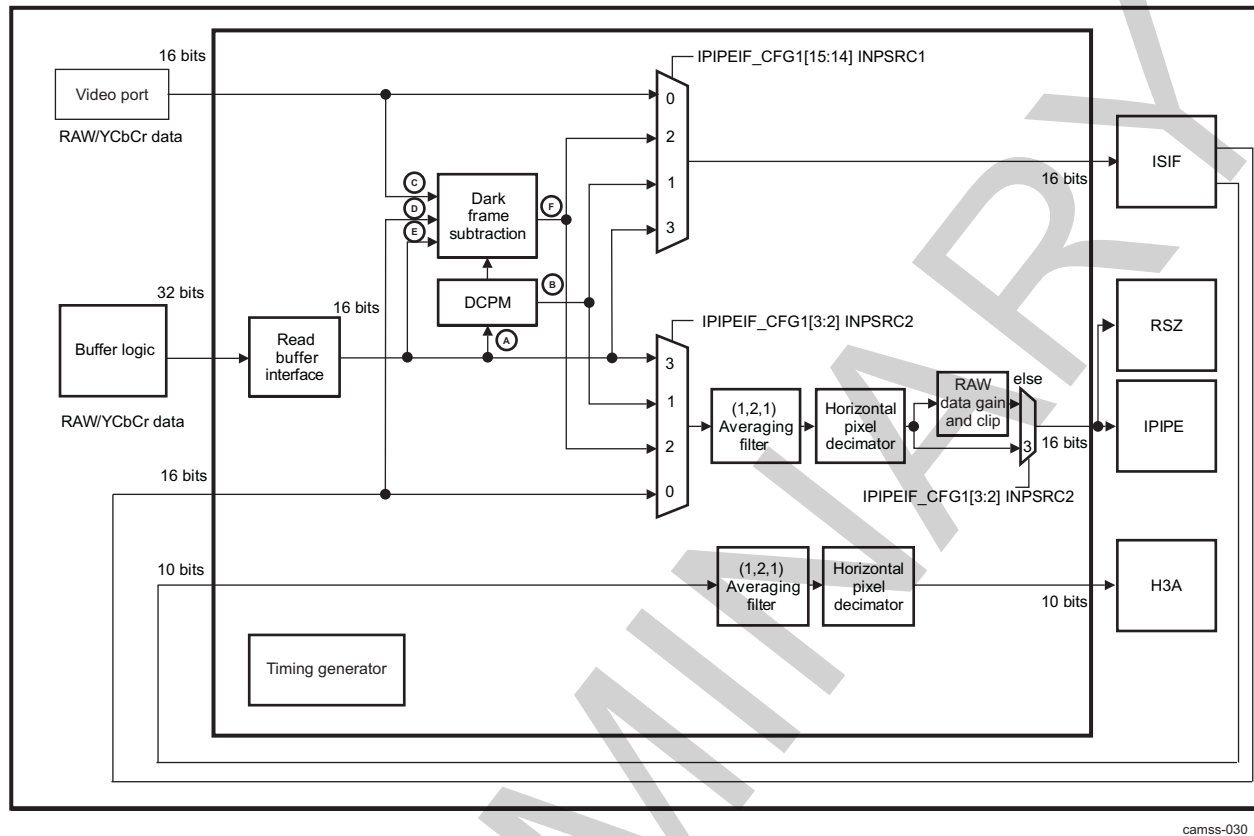 16 bits
IPIPEIF_CFG1[15:14] INPSRC1
Video port
RAW/YCbCr data
0
2
1
3
16 bits
ISIF
C
D
E
Dark
frame
subtraction
F
DCPM
B
A
32 bits
16 bits
Buffer logic
RAW/YCbCr data
Read
buffer
interface
IPIPEIF_CFG1[3:2] INPSRC2
3
1
2
0
(1,2,1)
Averaging
filter
Horizontal
pixel
decimator
RAW
data gain
and clip
else
3
16 bits
IPIPEIF_CFG1[3:2] INPSRC2
RSZ
IPIPE
16 bits
10 bits
(1,2,1)
Averaging
filter
Horizontal
pixel
decimator
10 bits
H3A
Timing generator
camss-030